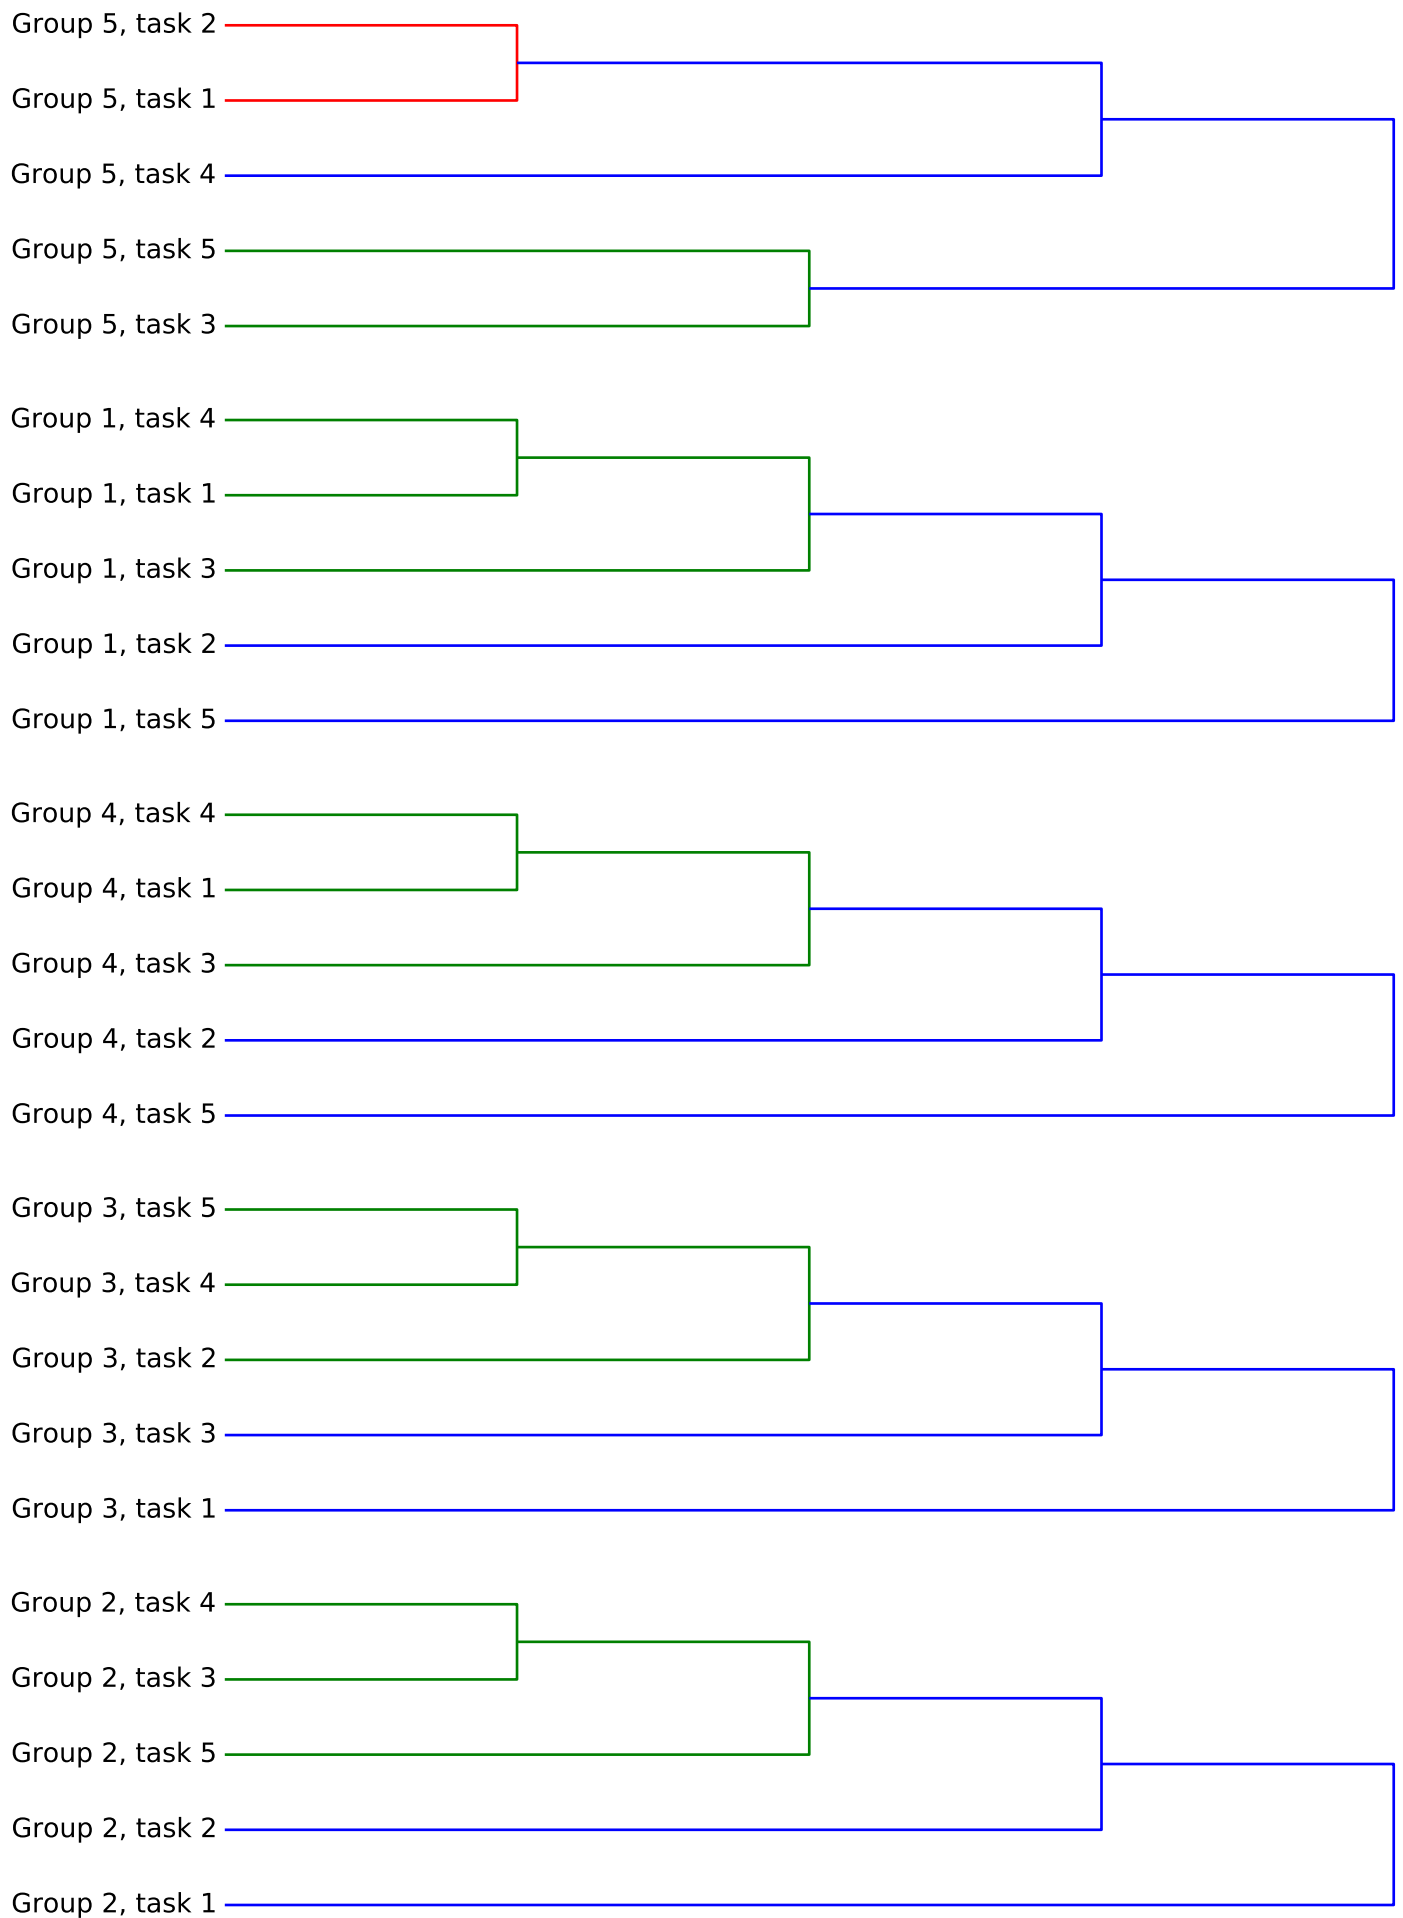 Group 5, task 2
Group 5, task 1
Group 5, task 4
Group 5, task 5
Group 5, task 3
Group 1, task 4
Group 1, task 1
Group 1, task 3
Group 1, task 2
Group 1, task 5
Group 4, task 4
Group 4, task 1
Group 4, task 3
Group 4, task 2
Group 4, task 5
Group 3, task 5
Group 3, task 4
Group 3, task 2
Group 3, task 3
Group 3, task 1
Group 2, task 4
Group 2, task 3
Group 2, task 5
Group 2, task 2
Group 2, task 1